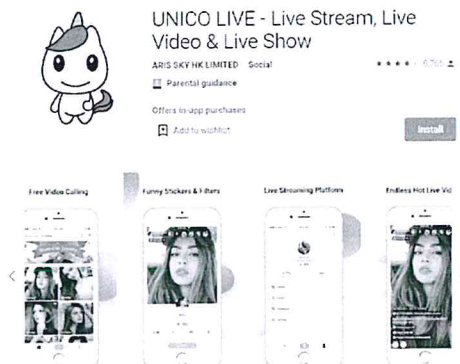 UNICO LIVE - Live Stream, Live
Video & Live Show
ARIS SKY HK LIMITED Social
Parental guidance
Offers in-app purchases
Add to wishlist
Install
Free Video Calling
Funny Stickers & Filters
Live Streaming Platform
Endless Hot Live Vid